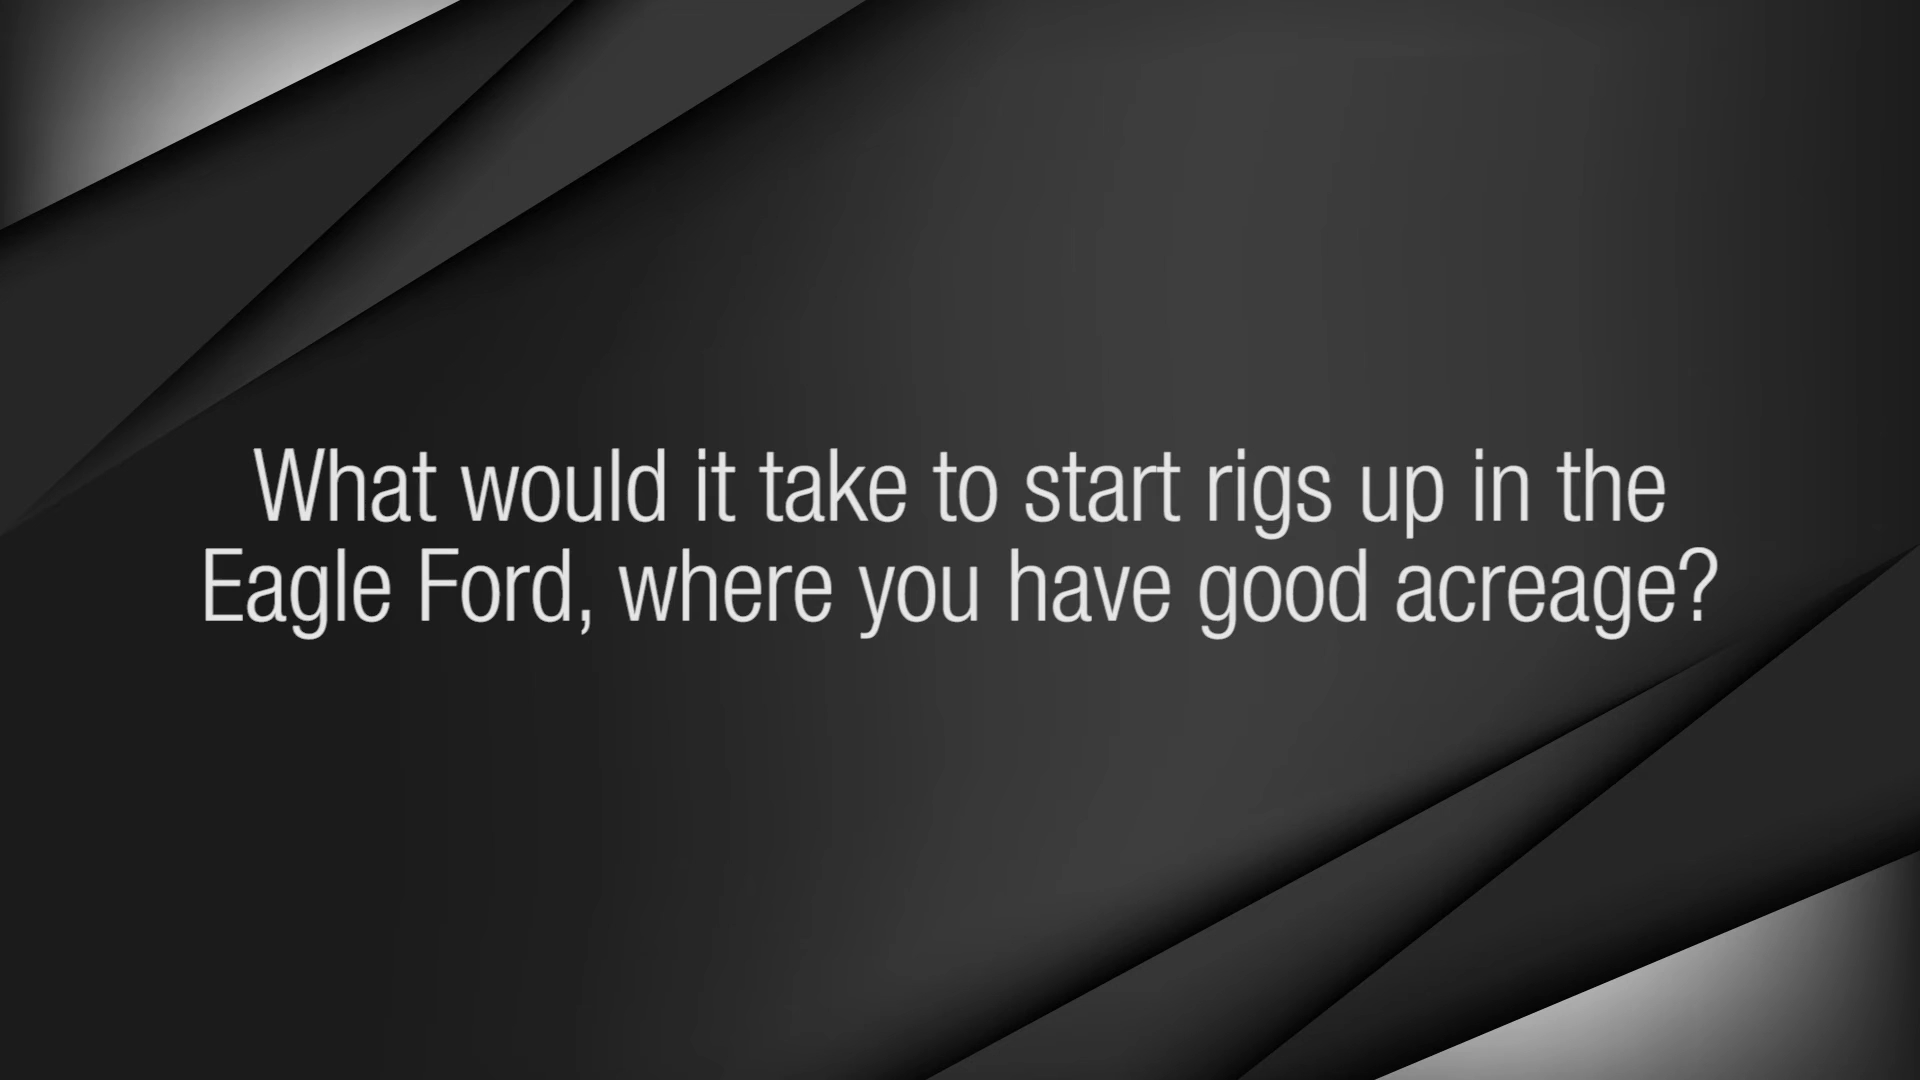 What would it take to start rigs up in the
Eagle Ford, where you have good acreage?